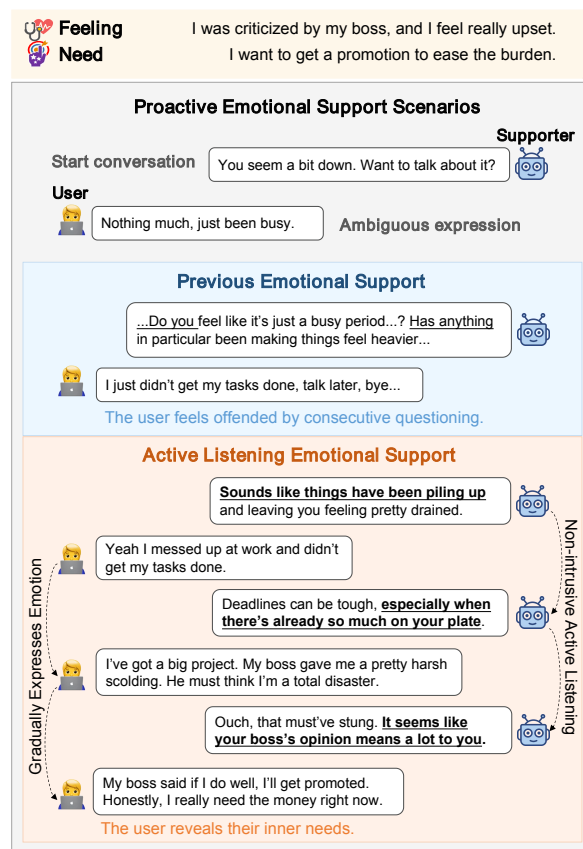 Feeling
I was criticized by my boss, and I feel really upset.
Need
I want to get a promotion to ease the burden.
Proactive Emotional Support Scenarios
Supporter
Start conversation
You seem a bit down. Want to talk about it?
User
Nothing much, just been busy.
Ambiguous expression
Previous Emotional Support
...Do you feel like it's just a busy period...? Has anything
in particular been making things feel heavier...
I just didn't get my tasks done, talk later, bye...
The user feels offended by consecutive questioning.
Active Listening Emotional Support
Sounds like things have been piling up
and leaving you feeling pretty drained.
Yeah I messed up at work and didn't
get my tasks done.
Deadlines can be tough, especially when
there's already so much on your plate.
I've got a big project. My boss gave me a pretty harsh
scolding. He must think I'm a total disaster.
Ouch, that must've stung. It seems like
your boss's opinion means a lot to you.
My boss said if I do well, I'll get promoted.
Honestly, I really need the money right now.
The user reveals their inner needs.
Gradually Expresses Emotion
Non-intrusive Active Listening